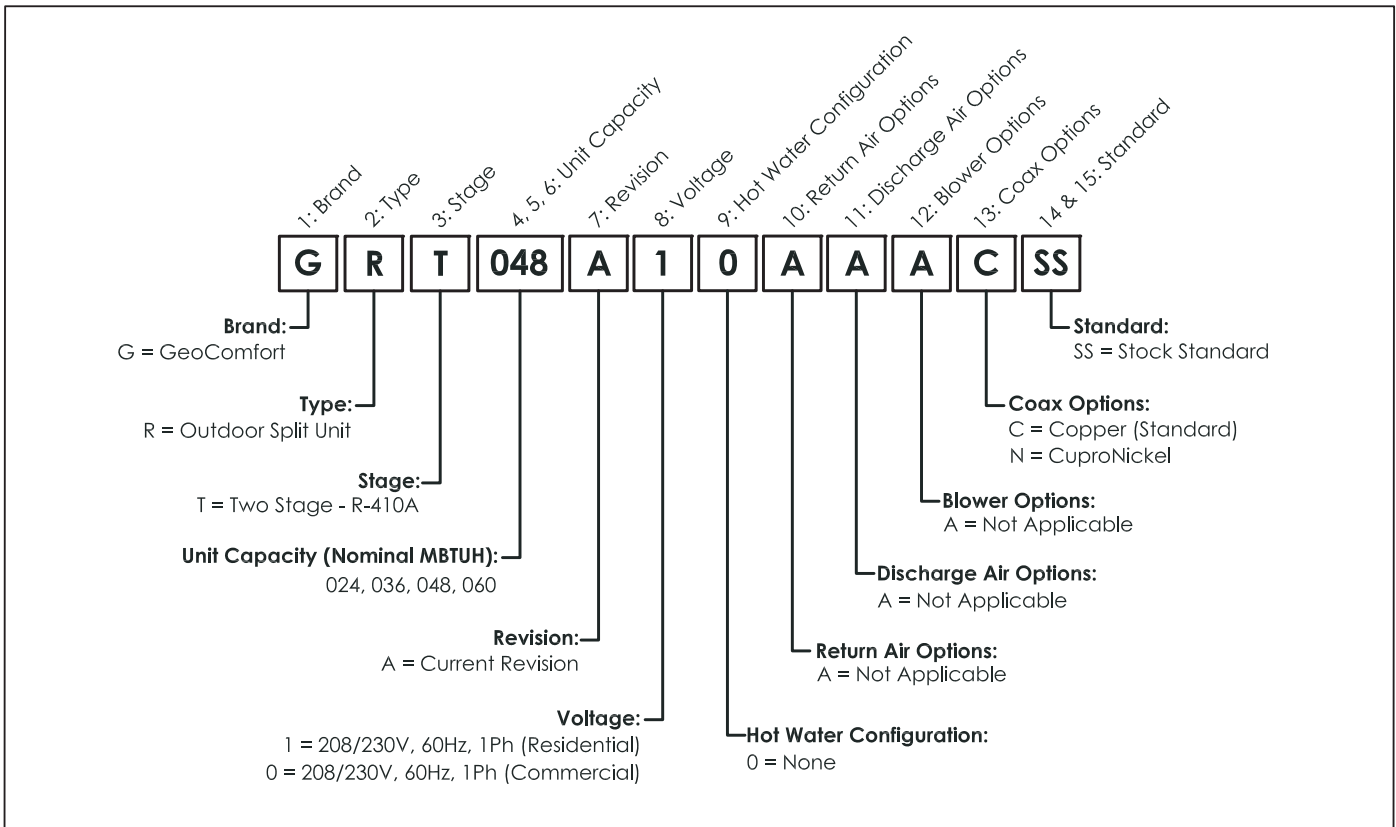 1: Brand
2: Type
3: Stage
4, 5, 6: Unit Capacity
7: Revision
8: Voltage
9: Hot Water Configuration
10: Return Air Options
11: Discharge Air Options
12: Blower Options
13: Coax Options
14 & 15: Standard
G R T 048 A 1 0 A A A C SS
Brand:
G = GeoComfort
Type:
R = Outdoor Split Unit
Stage:
T = Two Stage - R-410A
Unit Capacity (Nominal MBTUH):
024, 036, 048, 060
Revision:
A = Current Revision
Voltage:
1 = 208/230V, 60Hz, 1Ph (Residential)
0 = 208/230V, 60Hz, 1Ph (Commercial)
Standard:
SS = Stock Standard
Coax Options:
C = Copper (Standard)
N = CuproNickel
Blower Options:
A = Not Applicable
Discharge Air Options:
A = Not Applicable
Return Air Options:
A = Not Applicable
Hot Water Configuration:
0 = None